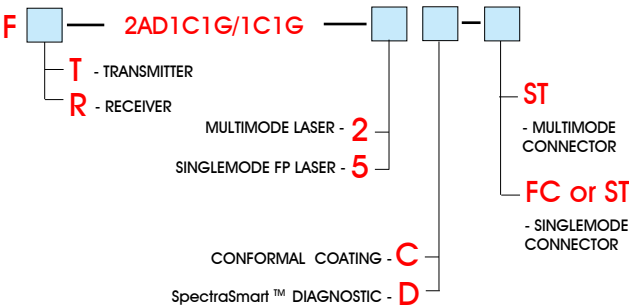 F — 2AD1C1G/1C1G — -
T - TRANSMITTER
R - RECEIVER
MULTIMODE LASER - 2
SINGLEMODE FP LASER - 5
ST
- MULTIMODE
CONNECTOR
FC or ST
- SINGLEMODE
CONNECTOR
CONFORMAL COATING - C
SpectraSmart ™ DIAGNOSTIC - D